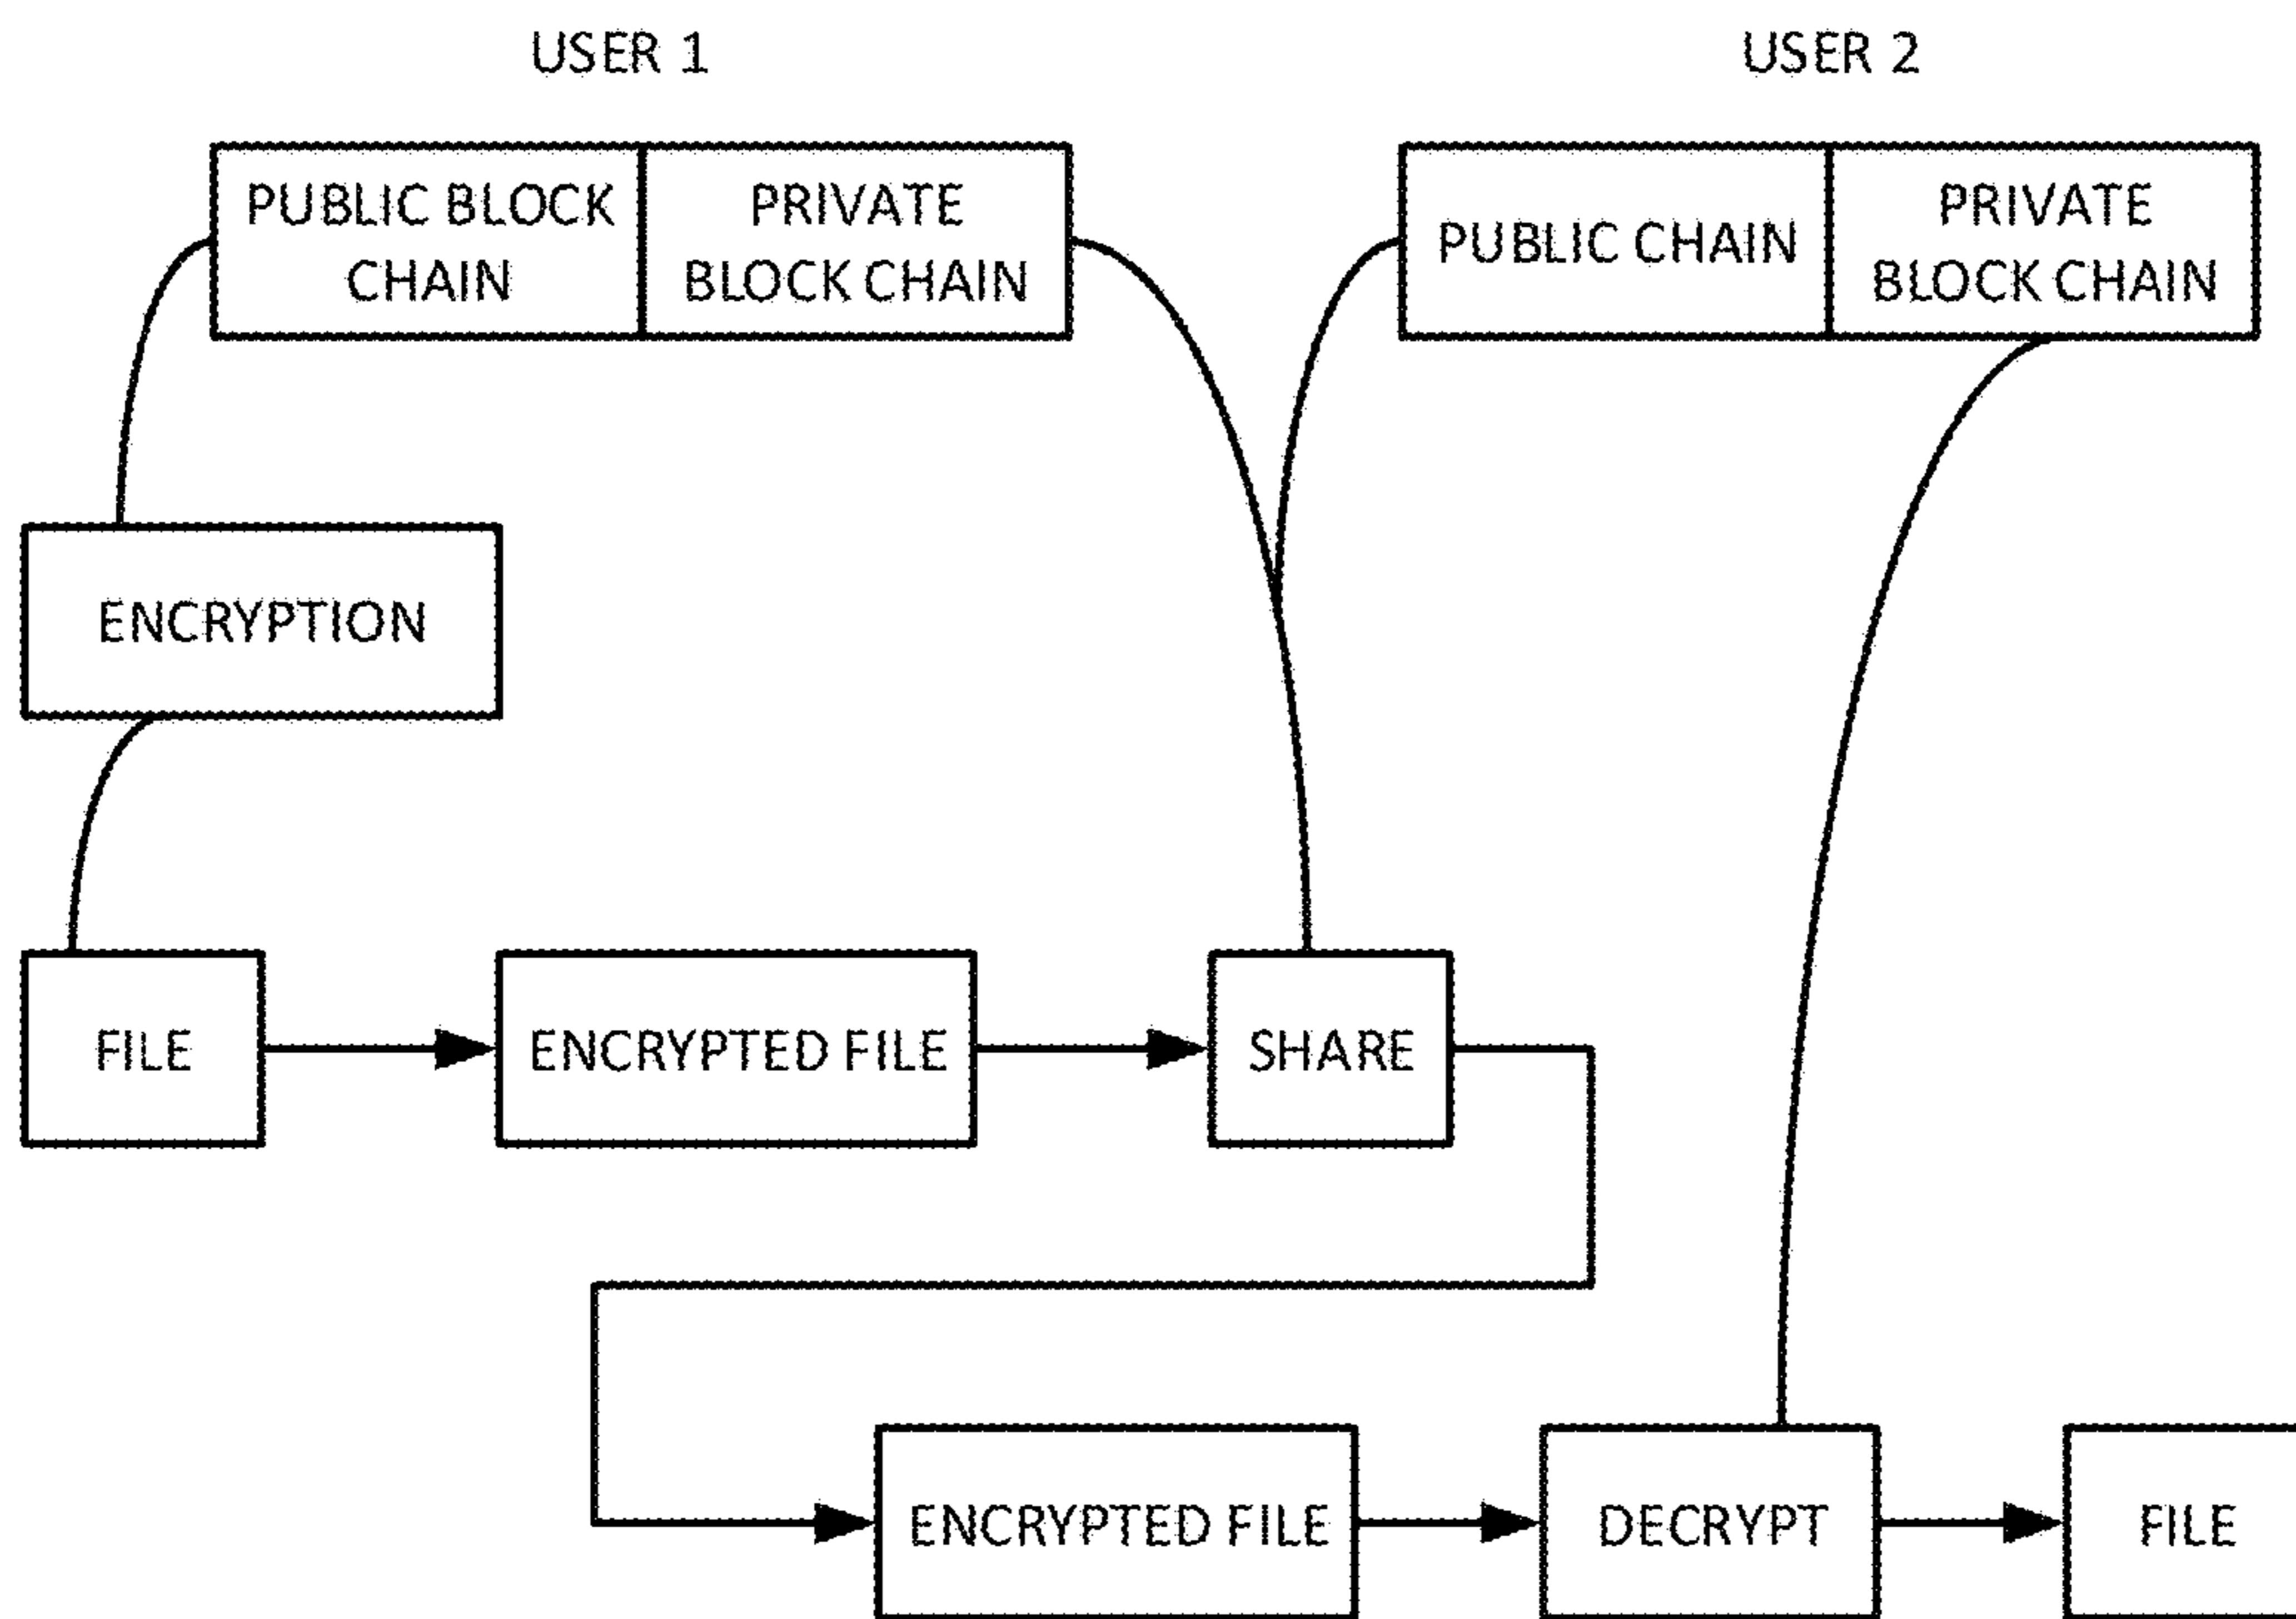 USER 1
USER 2
PUBLIC BLOCK
CHAIN
PRIVATE
BLOCK CHAIN
PUBLIC CHAIN
PRIVATE
BLOCK CHAIN
ENCRYPTION
FILE
ENCRYPTED FILE
SHARE
ENCRYPTED FILE
DECRYPT
FILE